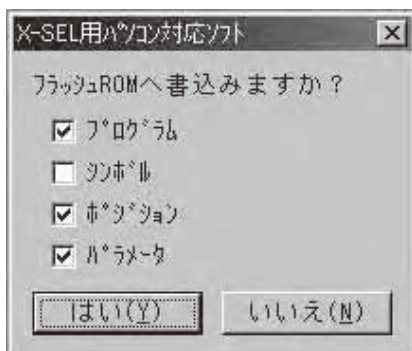 X-SEL用ﾊﾟｿｺﾝ対応ｿﾌﾄ
ﾌﾗｯｼｭROMへ書込みますか？
ﾌﾟﾛｸﾞﾗﾑ
ｼﾝﾎﾞﾙ
ﾎﾟｼﾞｼｮﾝ
ﾊﾟﾗﾒｰﾀ
はい(Y) いいえ(N)